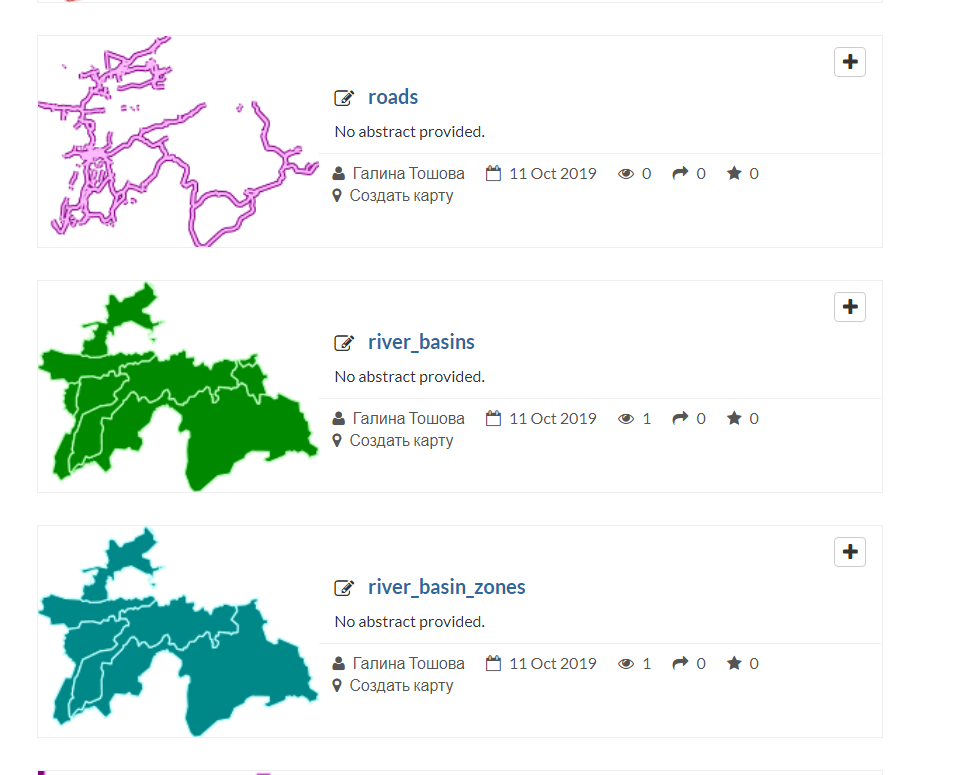 roads
No abstract provided.
Галина Тошова 11 Oct 2019 0 0 0
Создать карту
river_basins
No abstract provided.
Галина Тошова 11 Oct 2019 1 0 0
Создать карту
river_basin_zones
No abstract provided.
Галина Тошова 11 Oct 2019 1 0 0
Создать карту